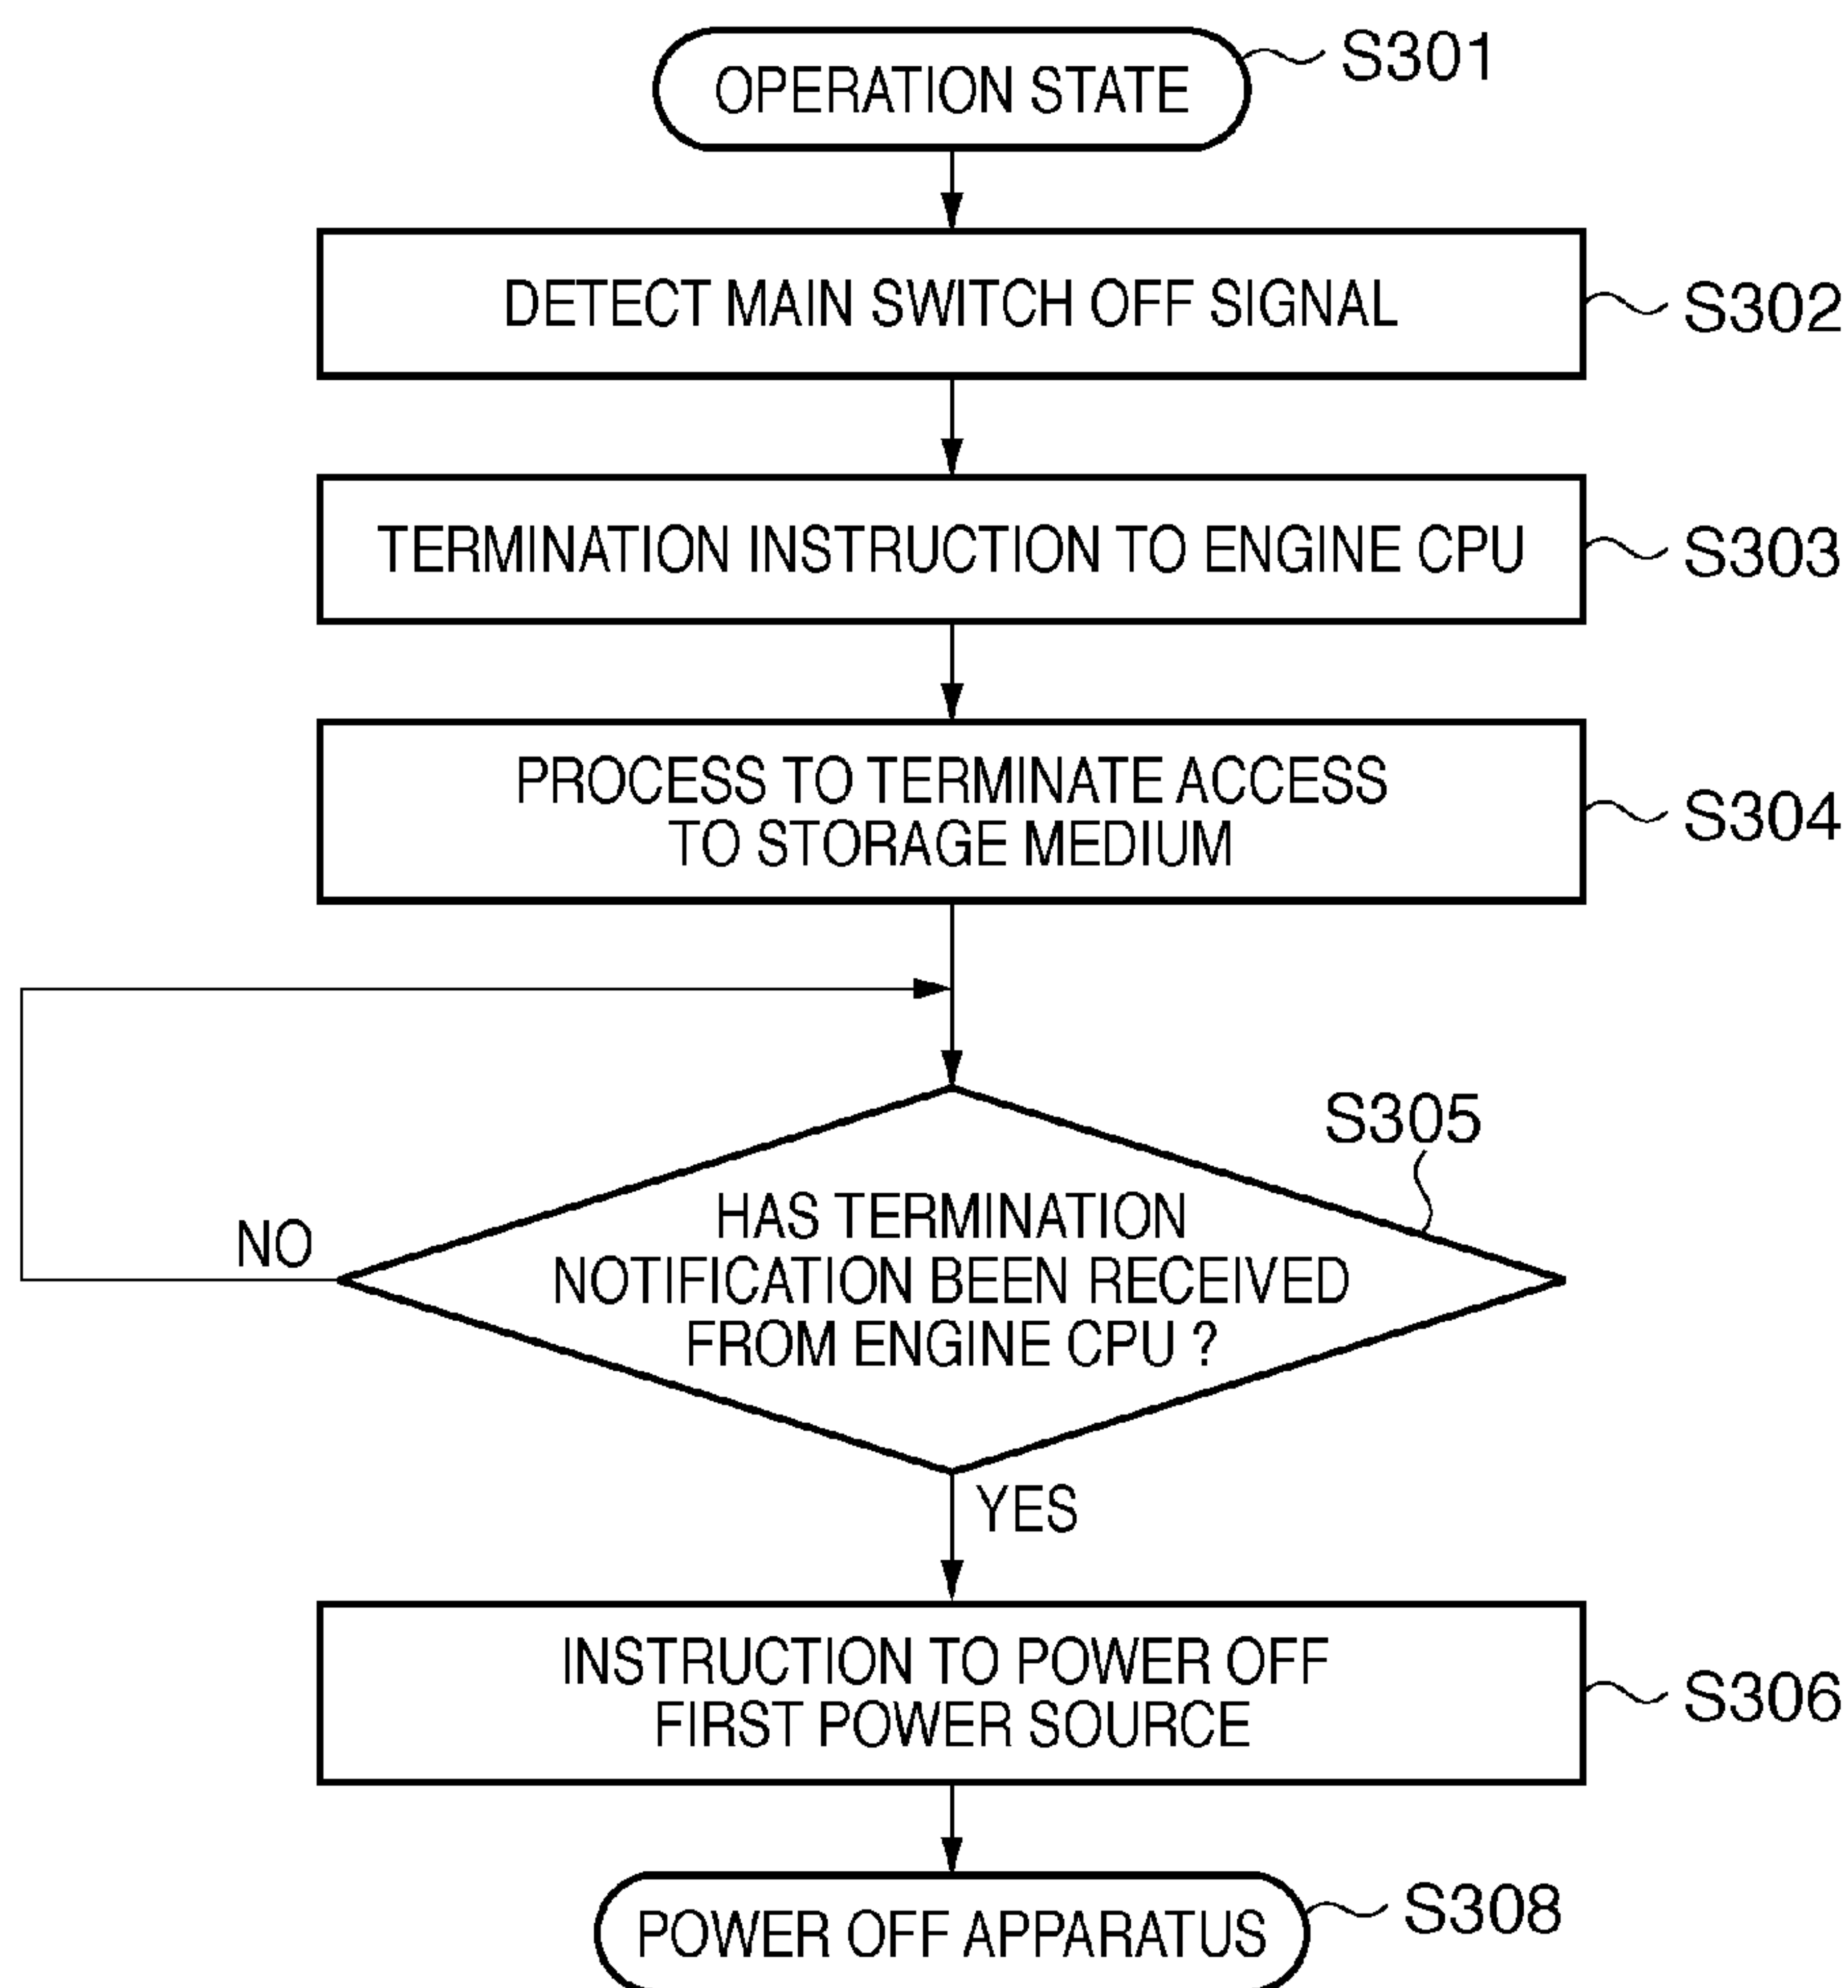 OPERATION STATE
S301
DETECT MAIN SWITCH OFF SIGNAL
S302
TERMINATION INSTRUCTION TO ENGINE CPU
S303
PROCESS TO TERMINATE ACCESS
TO STORAGE MEDIUM
S304
S305
HAS TERMINATION
NOTIFICATION BEEN RECEIVED
FROM ENGINE CPU ?
NO
YES
INSTRUCTION TO POWER OFF
FIRST POWER SOURCE
S306
POWER OFF APPARATUS
S308